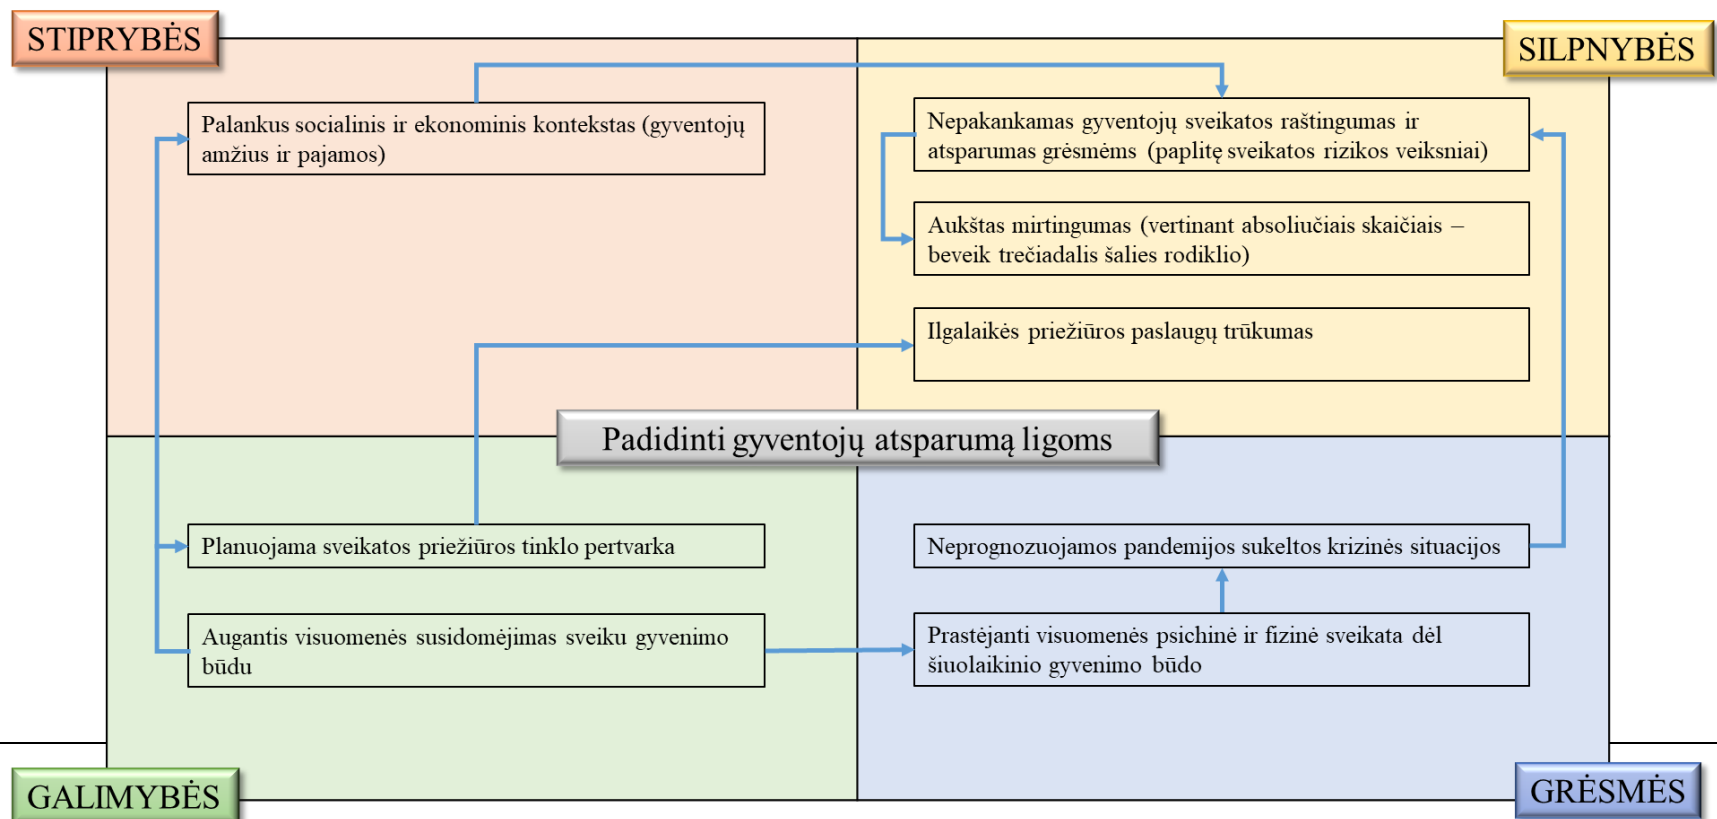 STIPRYBĖS
SILPNYBĖS
Palankus socialinis ir ekonominis kontekstas (gyventojų
amžius ir pajamos)
Nepakankamas gyventojų sveikatos raštingumas ir
atsparumas grėsmėms (paplitę sveikatos rizikos veiksniai)
Aukštas mirtingumas (vertinant absoliučiais skaičiais –
beveik trečiadalis šalies rodiklio)
Ilgalaikės priežiūros paslaugų trūkumas
Padidinti gyventojų atsparumą ligoms
Planuojama sveikatos priežiūros tinklo pertvarka
Augantis visuomenės susidomėjimas sveiku gyvenimo
būdu
Neprognozuojamos pandemijos sukeltos krizinės situacijos
Prastėjanti visuomenės psichinė ir fizinė sveikata dėl
šiuolaikinio gyvenimo būdo
GALIMYBĖS
GRĖSMĖS